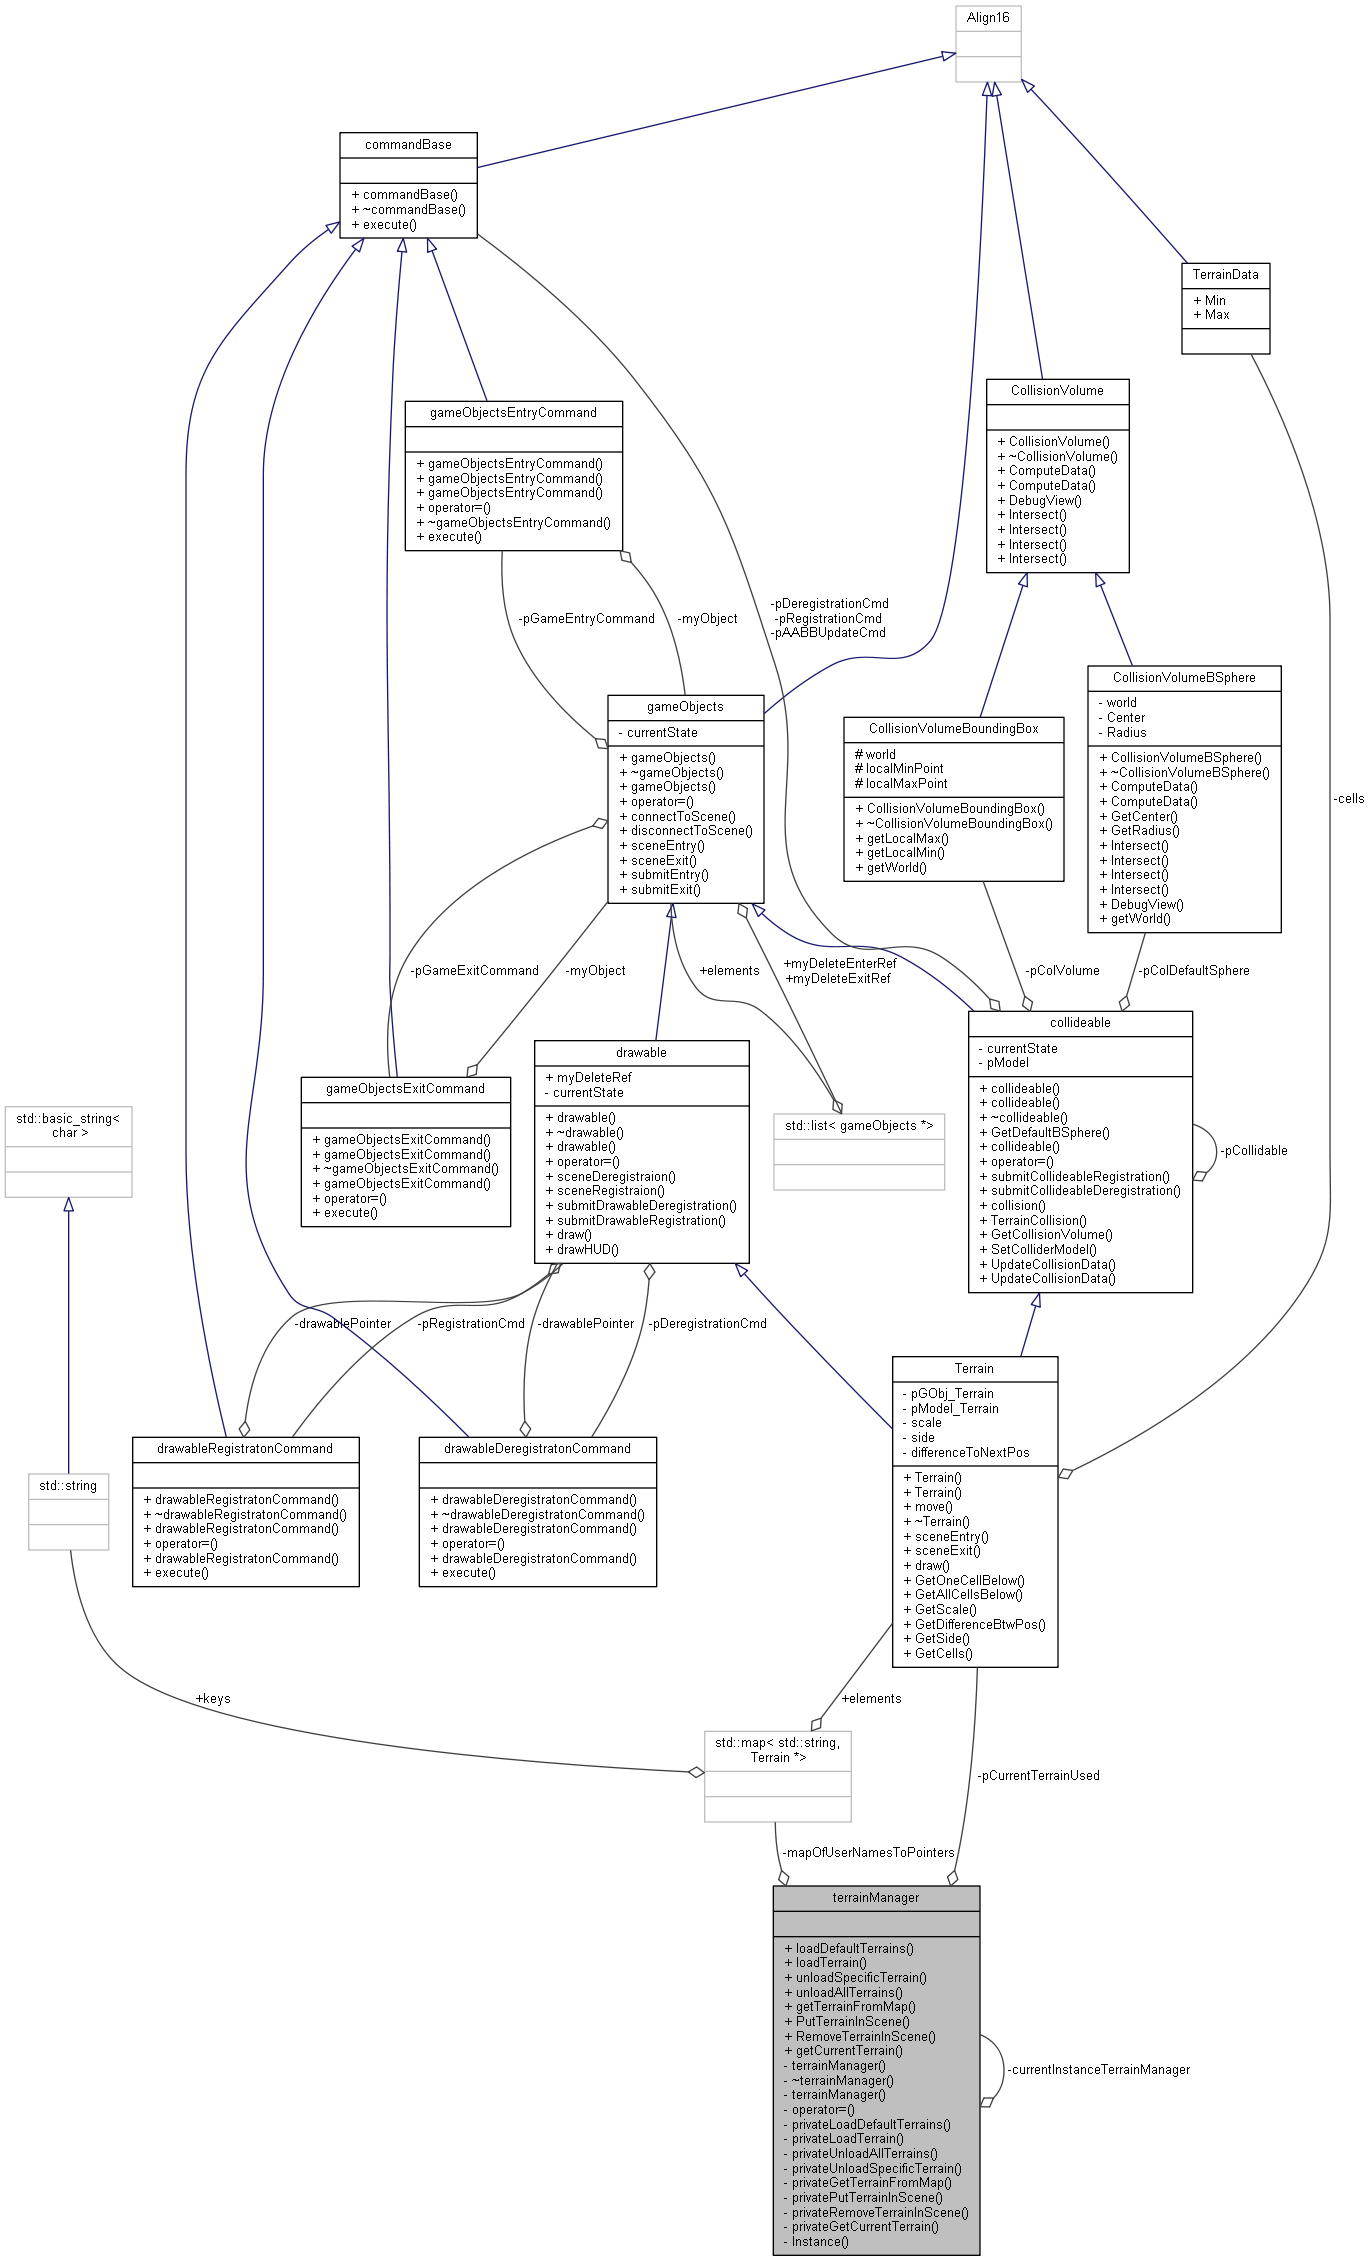 Align16
commandBase
+ commandBase()
+ ~commandBase()
+ execute()
TerrainData
+ Min
+ Max
CollisionVolume
+ CollisionVolume()
+ ~CollisionVolume()
+ ComputeData()
+ ComputeData()
+ DebugView()
+ Intersect()
+ Intersect()
+ Intersect()
+ Intersect()
gameObjectsEntryCommand
+ gameObjectsEntryCommand()
+ gameObjectsEntryCommand()
+ gameObjectsEntryCommand()
+ operator=()
+ ~gameObjectsEntryCommand()
+ execute()
-pGameEntryCommand
-myObject
-pDeregistrationCmd
-pRegistrationCmd
-pAABBUpdateCmd
-cells
gameObjects
- currentState
+ gameObjects()
+ ~gameObjects()
+ gameObjects()
+ operator=()
+ connectToScene()
+ disconnectToScene()
+ sceneEntry()
+ sceneExit()
+ submitEntry()
+ submitExit()
CollisionVolumeBoundingBox
# world
# localMinPoint
# localMaxPoint
+ CollisionVolumeBoundingBox()
+ ~CollisionVolumeBoundingBox()
+ getLocalMax()
+ getLocalMin()
+ getWorld()
CollisionVolumeBSphere
- world
- Center
- Radius
+ CollisionVolumeBSphere()
+ ~CollisionVolumeBSphere()
+ ComputeData()
+ ComputeData()
+ GetCenter()
+ GetRadius()
+ Intersect()
+ Intersect()
+ Intersect()
+ Intersect()
+ DebugView()
+ getWorld()
-pGameExitCommand
-myObject
+elements
+myDeleteEnterRef
+myDeleteExitRef
-pColVolume
-pColDefaultSphere
collideable
- currentState
- pModel
+ collideable()
+ collideable()
+ ~collideable()
+ GetDefaultBSphere()
+ collideable()
+ operator=()
+ submitCollideableRegistration()
+ submitCollideableDeregistration()
+ collision()
+ TerrainCollision()
+ GetCollisionVolume()
+ SetColliderModel()
+ UpdateCollisionData()
+ UpdateCollisionData()
-pCollidable
drawable
+ myDeleteRef
- currentState
+ drawable()
+ ~drawable()
+ drawable()
+ operator=()
+ sceneDeregistraion()
+ sceneRegistraion()
+ submitDrawableDeregistration()
+ submitDrawableRegistration()
+ draw()
+ drawHUD()
gameObjectsExitCommand
+ gameObjectsExitCommand()
+ gameObjectsExitCommand()
+ ~gameObjectsExitCommand()
+ gameObjectsExitCommand()
+ operator=()
+ execute()
std::list< gameObjects *>
std::basic_string<
char >
-drawablePointer
-pRegistrationCmd
-drawablePointer
-pDeregistrationCmd
Terrain
- pGObj_Terrain
- pModel_Terrain
- scale
- side
- differenceToNextPos
+ Terrain()
+ Terrain()
+ move()
+ ~Terrain()
+ sceneEntry()
+ sceneExit()
+ draw()
+ GetOneCellBelow()
+ GetAllCellsBelow()
+ GetScale()
+ GetDifferenceBtwPos()
+ GetSide()
+ GetCells()
drawableRegistratonCommand
+ drawableRegistratonCommand()
+ ~drawableRegistratonCommand()
+ drawableRegistratonCommand()
+ operator=()
+ drawableRegistratonCommand()
+ execute()
drawableDeregistratonCommand
+ drawableDeregistratonCommand()
+ ~drawableDeregistratonCommand()
+ drawableDeregistratonCommand()
+ operator=()
+ drawableDeregistratonCommand()
+ execute()
std::string
+keys
+elements
std::map< std::string,
Terrain *>
-pCurrentTerrainUsed
-mapOfUserNamesToPointers
terrainManager
+ loadDefaultTerrains()
+ loadTerrain()
+ unloadSpecificTerrain()
+ unloadAllTerrains()
+ getTerrainFromMap()
+ PutTerrainInScene()
+ RemoveTerrainInScene()
+ getCurrentTerrain()
- terrainManager()
- ~terrainManager()
- terrainManager()
- operator=()
- privateLoadDefaultTerrains()
- privateLoadTerrain()
- privateUnloadAllTerrains()
- privateUnloadSpecificTerrain()
- privateGetTerrainFromMap()
- privatePutTerrainInScene()
- privateRemoveTerrainInScene()
- privateGetCurrentTerrain()
- Instance()
-currentInstanceTerrainManager